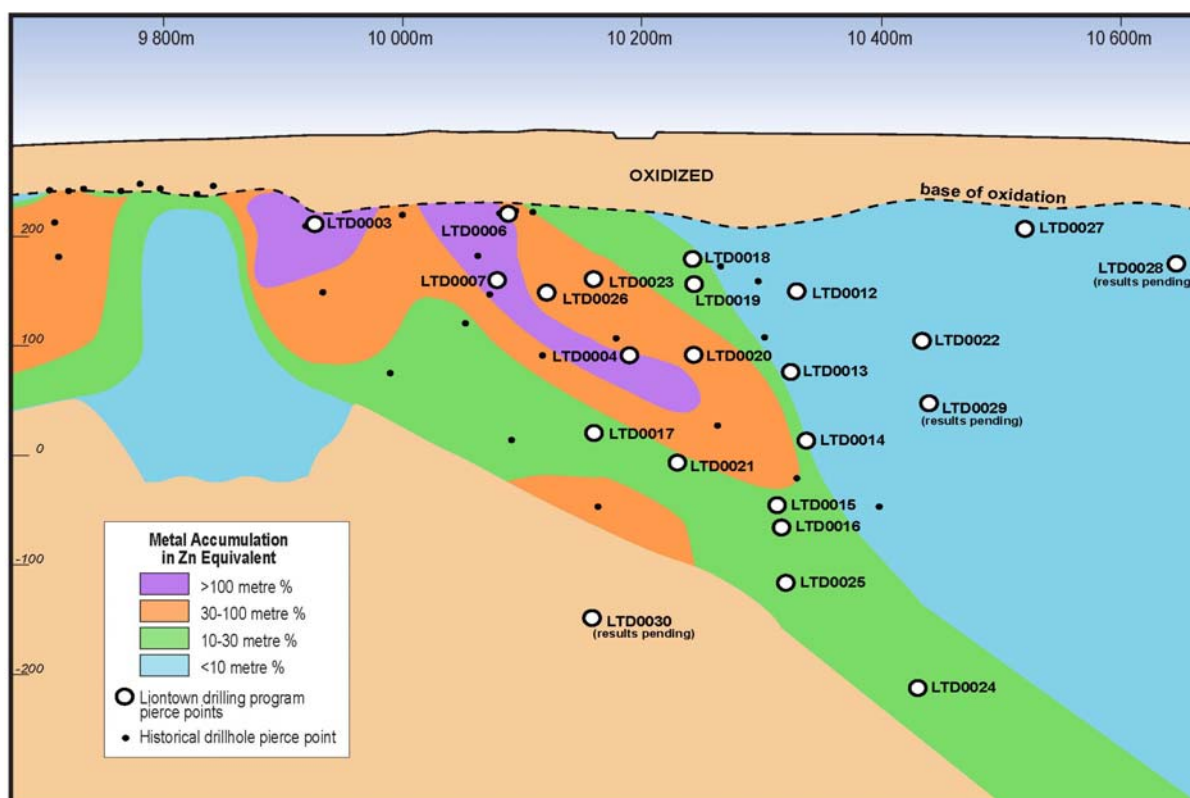 9 800m
10 000m
10 200m
10 400m
10 600m
OXIDIZED
base of oxidation
200
LTD0003
LTD0006
LTD0027
LTD0018
LTD0028
(results pending)
LTD0007
LTD0023
LTD0026
LTD0019
LTD0012
100
LTD0004
LTD0020
LTD0022
LTD0013
LTD0029
(results pending)
LTD0017
LTD0014
0
LTD0021
LTD0015
LTD0016
-100
LTD0025
LTD0030
(results pending)
-200
LTD0024
Metal Accumulation
in Zn Equivalent
>100 metre %
30-100 metre %
10-30 metre %
<10 metre %
Liontown drilling program
pierce points
Historical drillhole pierce point